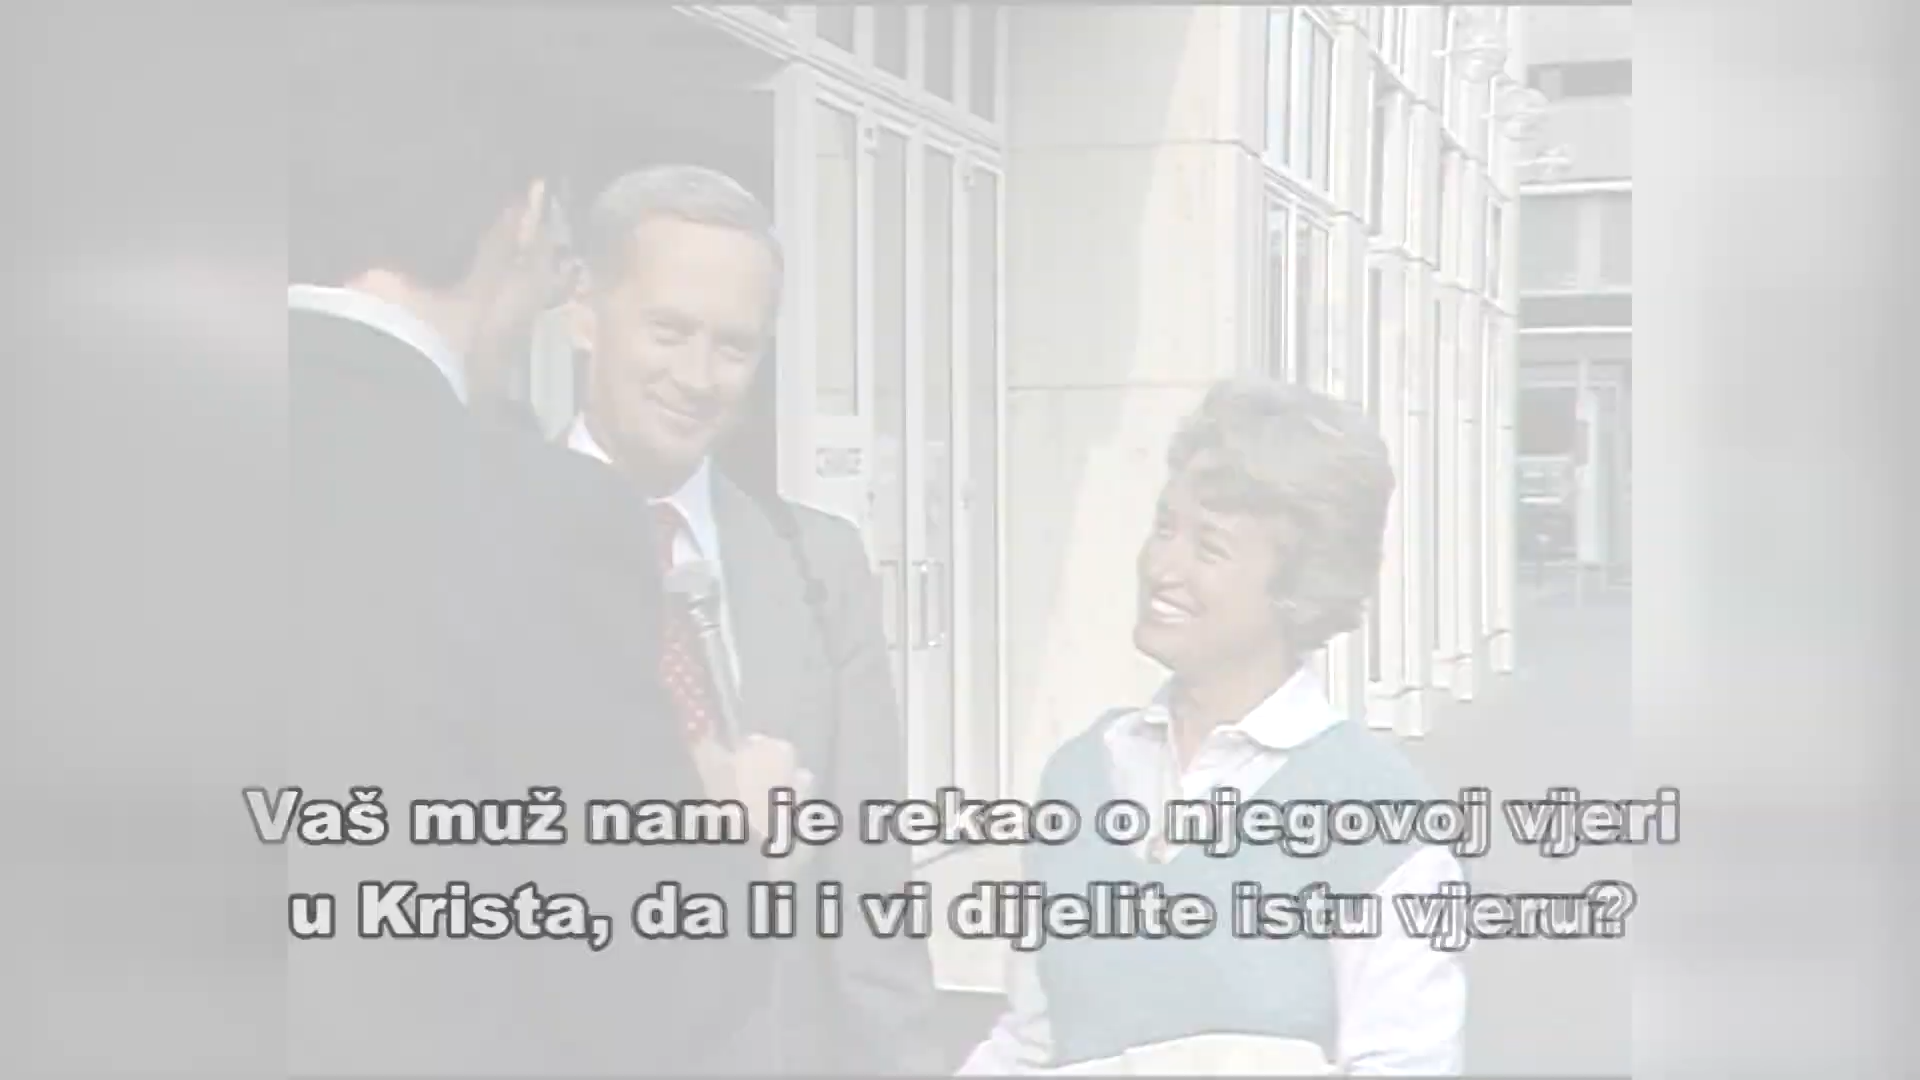 Vaš muž nam je rekao o njegovoj vjeri
u Krista, da li i vi dijelite istu vjeru?